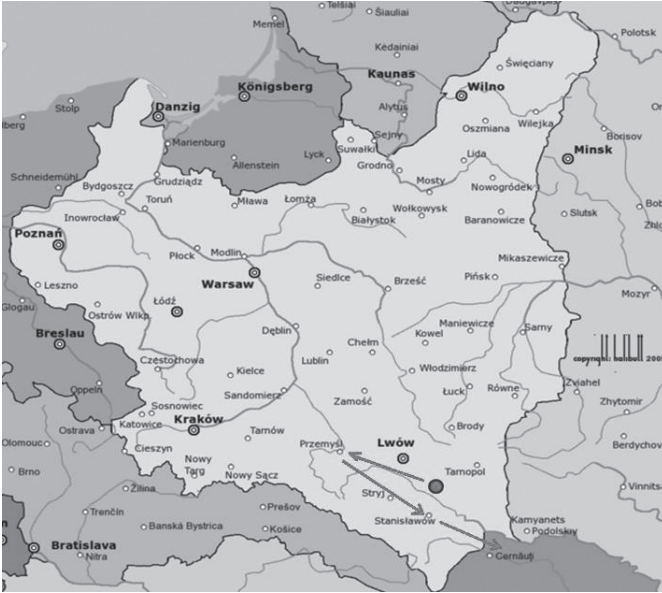 Telšiai
Šiauliai
Daugavpils
Memel
Polotsk
Kėdainiai
Święciany
Kaunas
Königsberg
Wilno
Stolp
Danzig
Alytus
Oszmiana
Wilejka
Borisov
Marienburg
Suwałki
Sejny
Minsk
Allenstein
Lyck
Grodno
Lida
Schneidemühl
Grudziądz
Mosty
Nowogródek
Bydgoszcz
Toruń
Mława
Łomża
Wołkowysk
Inowrocław
Białystok
Baranowicze
Slutsk
Poznań
Płock
Modlin
Mikaszewicze
Warsaw
Siedlce
Brześć
Pińsk
Leszno
Mozyr
Glogau
Łódź
Ostrów Wlkp.
Breslau
Dęblin
Maniewicze
Sarny
Chełm
Kowel
copyright: halibutt
Częstochowa
Lublin
Kielce
Włodzimierz
Oppeln
Sandomierz
Zamość
Łuck
Równe
Zviahel
Zhytomir
Sosnowiec
Katowice
Kraków
Ostrava
Tarnów
Brody
Olomouc
Cieszyn
Przemyśl
Lwów
Berdychov
Brno
Nowy
Targ
Nowy Sącz
Tarnopol
Žilina
Stryj
Vinnits
Trenčín
Prešov
Stanisławów
Kamyanets
Podolskiy
Banská Bystrica
Košice
Bratislava
Nitra
Cernăuți